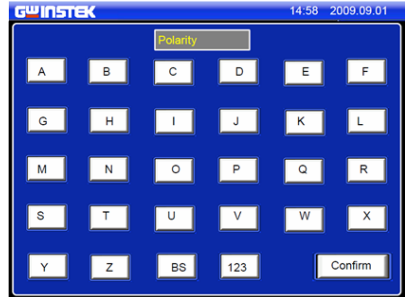 GWINSTEK 14:58 2009.09.01
Polarity
A B C D E F
G H I J K L
M N O P Q R
S T U V W X
Y Z BS 123 Confirm